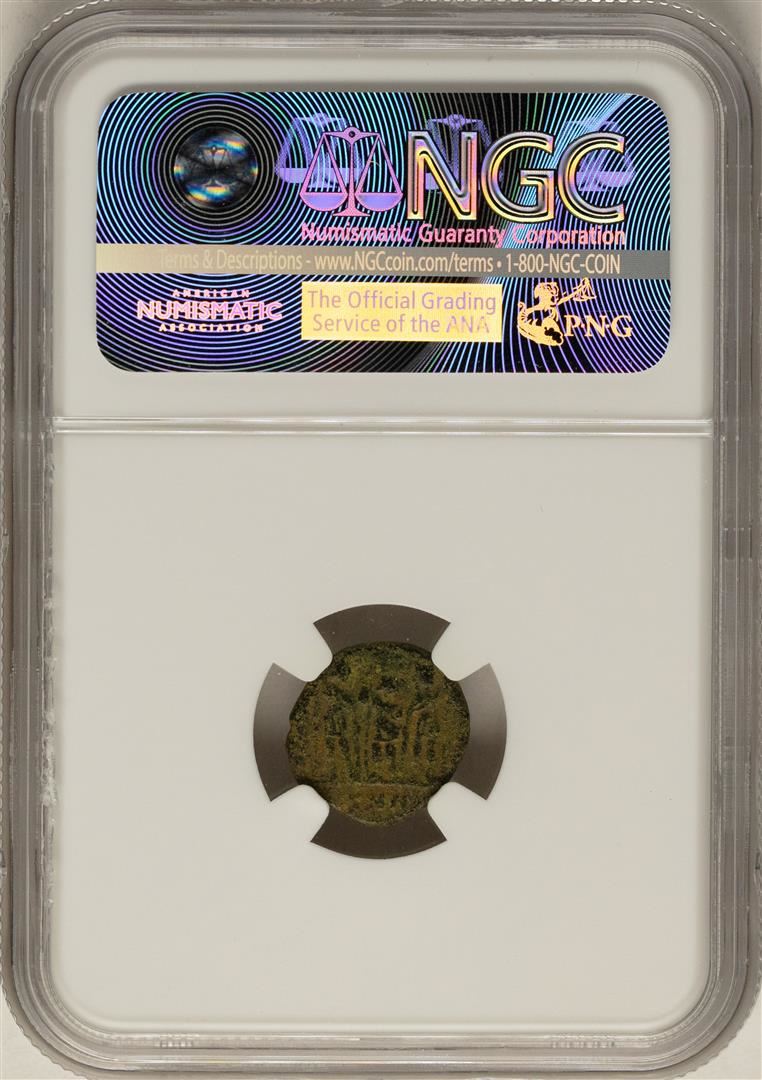 NGC
Numismatic Guaranty Corporation
Terms & Descriptions - www.NGCcoin.com/terms • 1-800-NGC-COIN
AMERICAN
NUMISMATIC
ASSOCIATION
The Official Grading
Service of the ANA
P·N·G